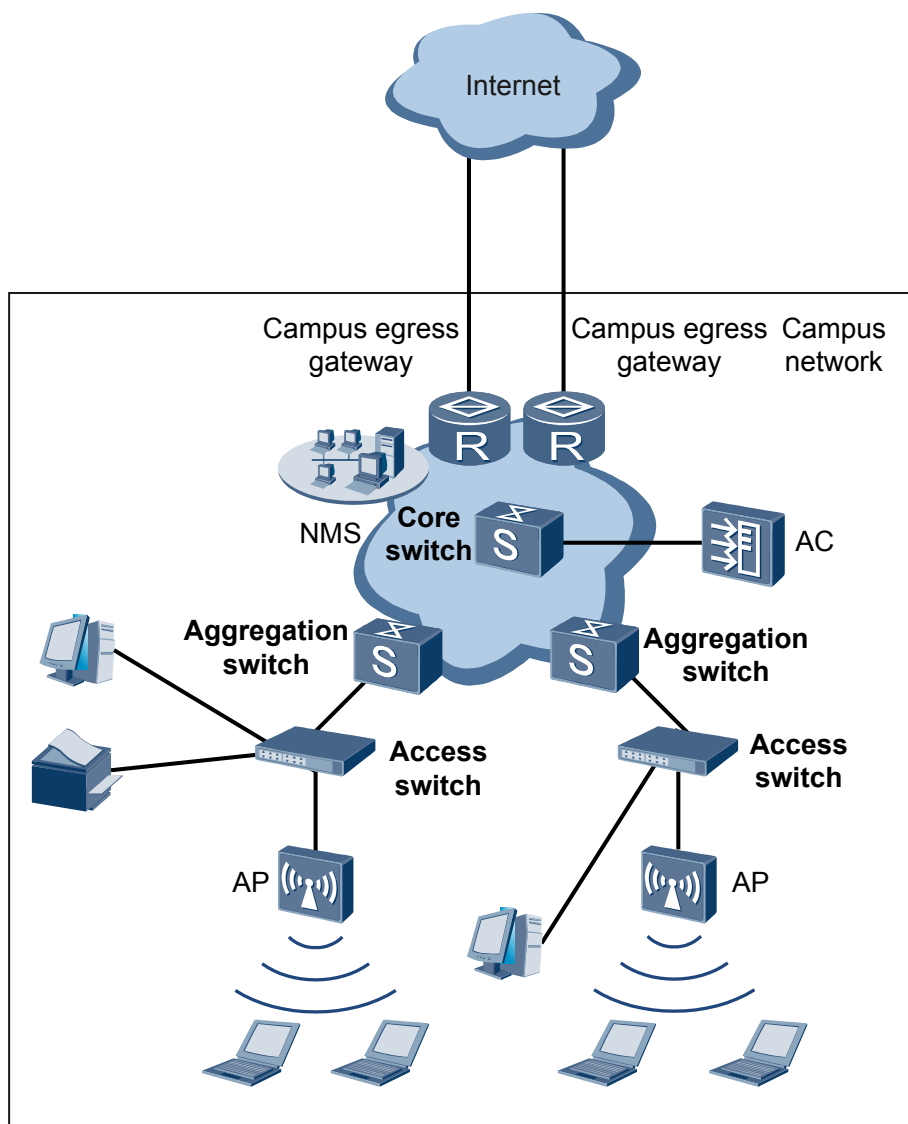 Internet
Campus egress
gateway
Campus egress
gateway
Campus
network
R
R
NMS
Core
switch
S
AC
Aggregation
switch
S
S
Aggregation
switch
Access
switch
Access
switch
AP
AP